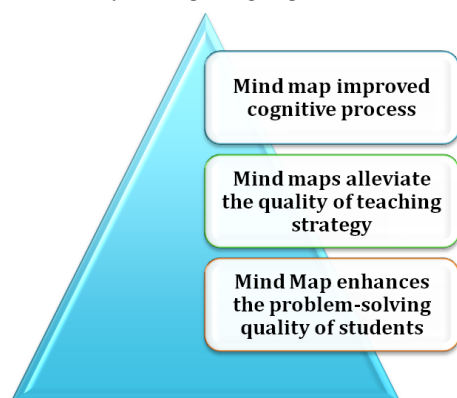 Mind map improved
cognitive process
Mind maps alleviate
the quality of teaching
strategy
Mind Map enhances
the problem-solving
quality of students